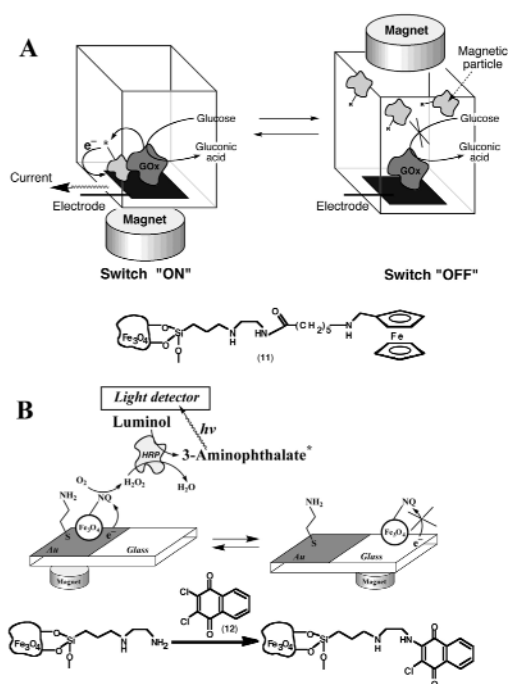 A
Magnet
Magnetic
particle
R
R
R
R
e-
Glucose
Glucose
GOx
GOx
Gluconic
acid
Gluconic
acid
Current
Electrode
Electrode
Magnet
Switch "ON"
Switch "OFF"
Fe3O4
O
O
Si
O
N
H
HN
O
(CH2)5
N
H
Fe
(11)
B
Light detector
Luminol
hν
HRP
3-Aminophthalate*
O2
H2O2
H2O
NH2
NQ
Fe3O4
S
e-
Au
Glass
Magnet
NH2
NQ
Fe3O4
S
e-
Au
Glass
Magnet
Cl
Cl
O
O
(12)
Fe3O4
O
O
Si
O
N
H
NH2
Fe3O4
O
O
Si
O
N
H
HN
O
Cl
O